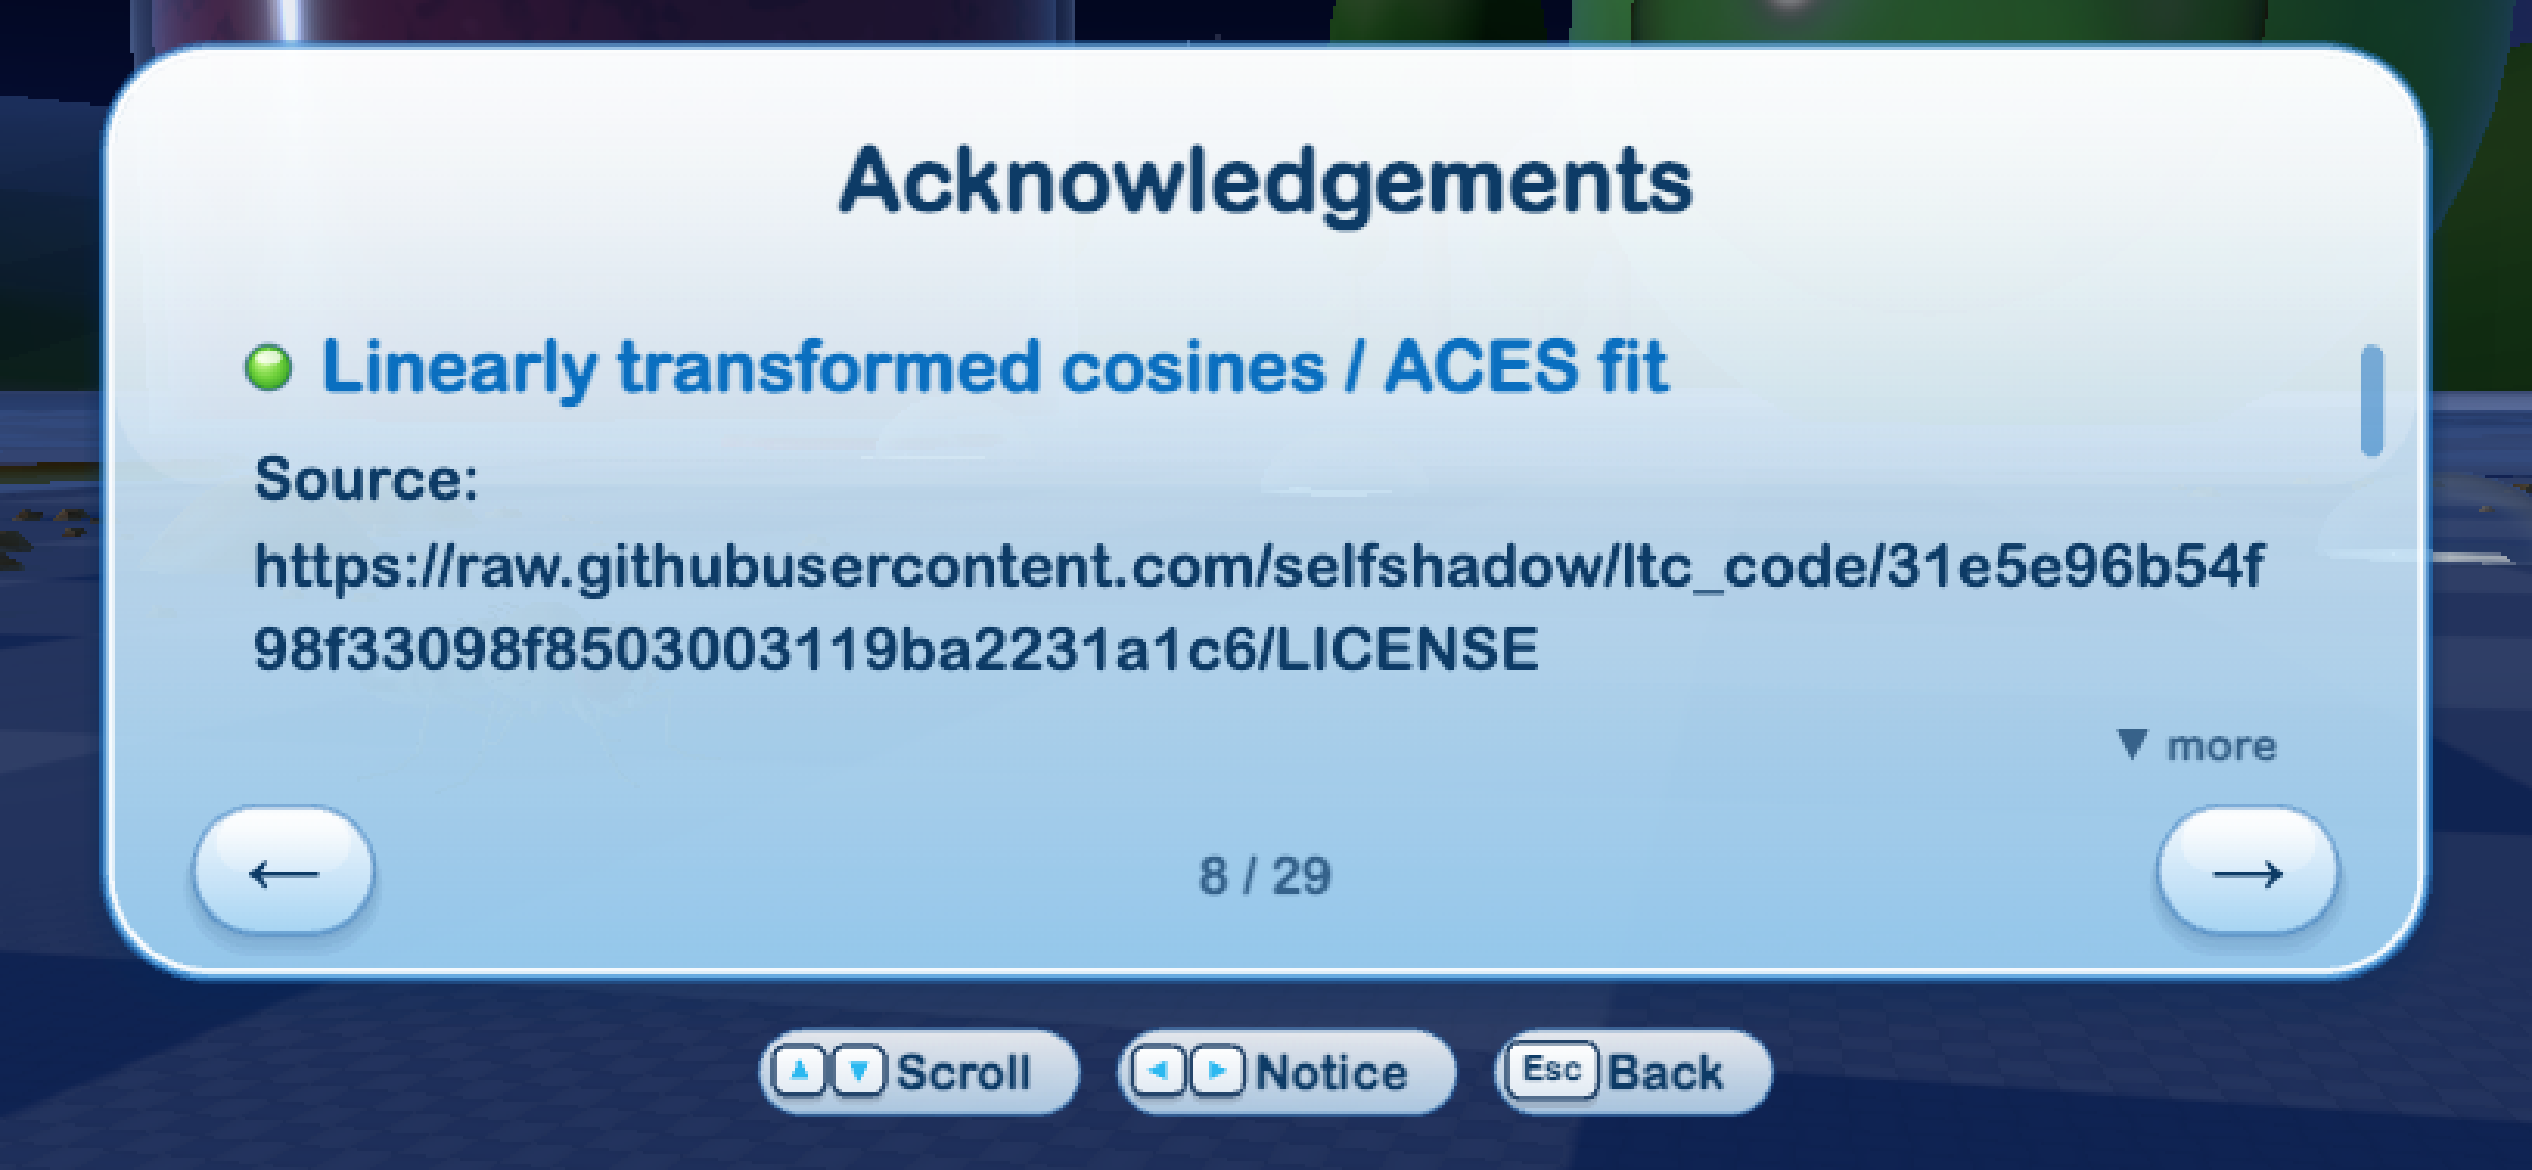 Acknowledgements
Linearly transformed cosines / ACES fit
Source:
https://raw.githubusercontent.com/selfshadow/ltc_code/31e5e96b54f
98f33098f8503003119ba2231a1c6/LICENSE
▼ more
← 8 / 29 →
▲ ▼ Scroll ◄ ► Notice Esc Back